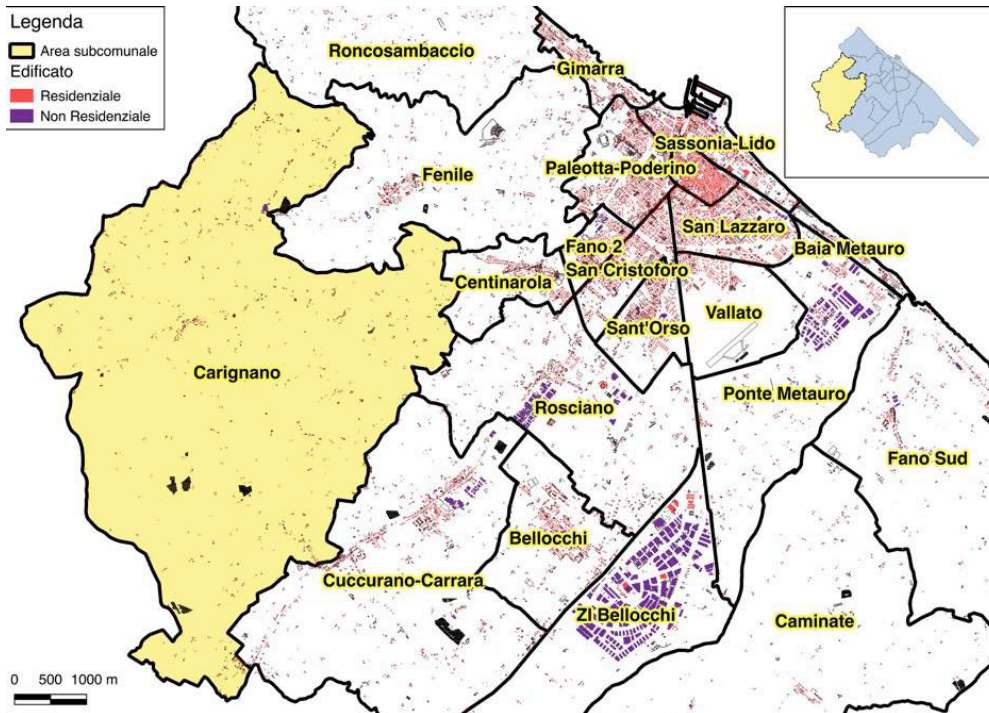 Legenda
Area subcomunale
Edificato
Residenziale
Non Residenziale
Roncosambaccio
Gimarra
Sassonia-Lido
Paleotta-Poderino
Fenile
San Lazzaro
Fano 2
Baia Metauro
San Cristoforo
Centinarola
Vallato
Sant'Orso
Carignano
Ponte Metauro
Rosciano
Fano Sud
Bellocchi
Cuccurano-Carrara
ZI Bellocchi
Caminate
0 500 1000 m